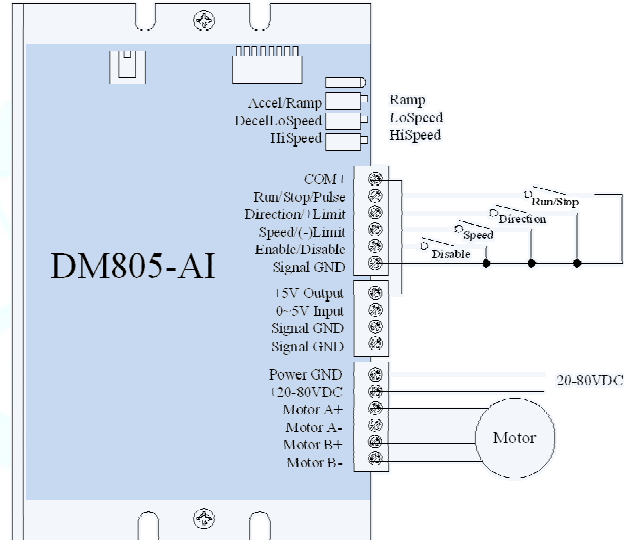 Accel/Ramp
Ramp
DecelLoSpeed
LoSpeed
HiSpeed
HiSpeed
COM+
Run/Stop/Pulse
Run/Stop
Direction/+Limit
Direction
Speed/(-)Limit
Speed
Enable/Disable
Disable
Signal GND
DM805-AI
+5V Output
0~5V Input
Signal GND
Signal GND
Power GND
20-80VDC
+20-80VDC
Motor A+
Motor A-
Motor
Motor B+
Motor B-